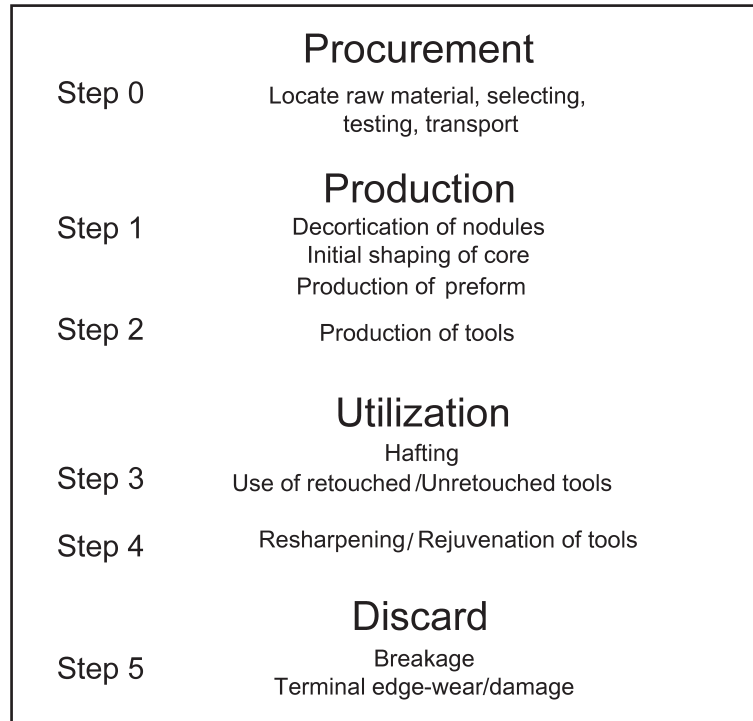 Procurement
Step 0
Locate raw material, selecting,
testing, transport
Production
Step 1
Decortication of nodules
Initial shaping of core
Production of preform
Step 2
Production of tools
Utilization
Hafting
Step 3
Use of retouched/Unretouched tools
Step 4
Resharpening/Rejuvenation of tools
Discard
Step 5
Breakage
Terminal edge-wear/damage